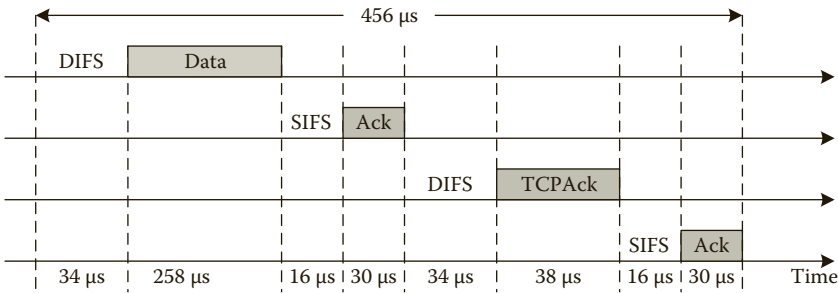 456 μs
DIFS Data
SIFS Ack
DIFS TCPAck
SIFS Ack
34 μs 258 μs 16 μs 30 μs 34 μs 38 μs 16 μs 30 μs Time